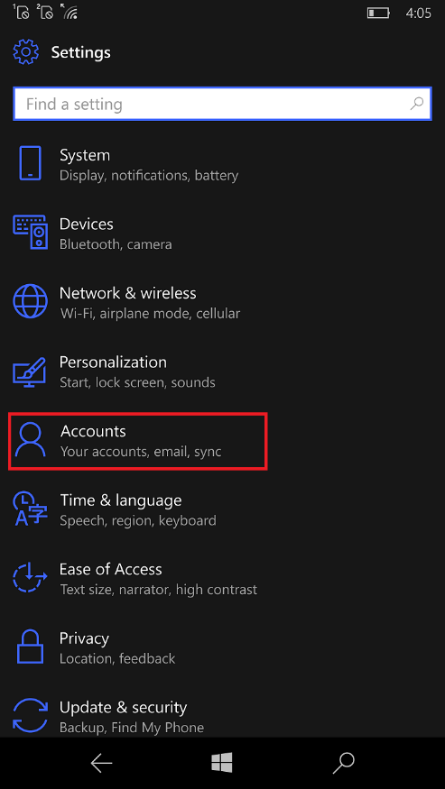 1 2 4:05
Settings
Find a setting
System
Display, notifications, battery
Devices
Bluetooth, camera
Network & wireless
Wi-Fi, airplane mode, cellular
Personalization
Start, lock screen, sounds
Accounts
Your accounts, email, sync
Time & language
Speech, region, keyboard
Ease of Access
Text size, narrator, high contrast
Privacy
Location, feedback
Update & security
Backup, Find My Phone